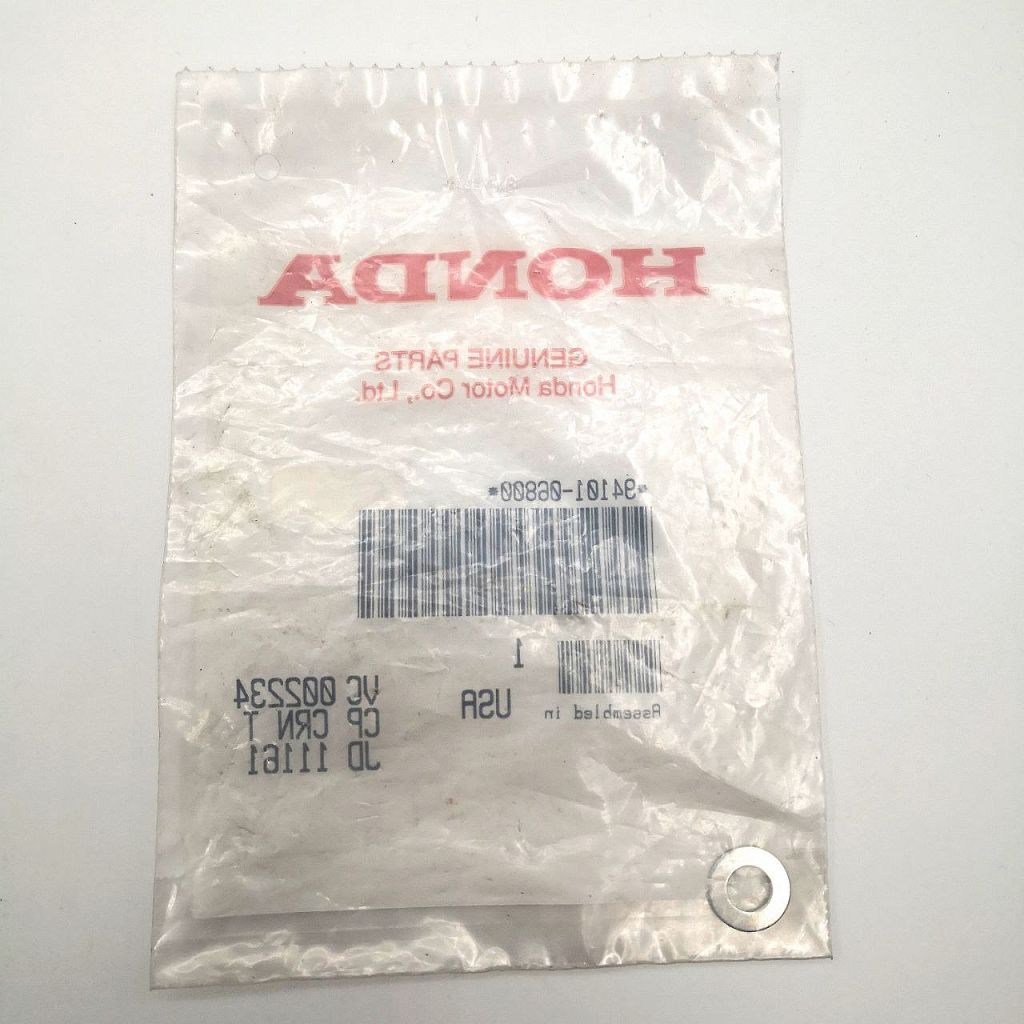 HONDA
GENUINE PARTS
Honda Motor Co., Ltd.
*94101-06800*
1
Assembled in USA
VC 002234
CP CRN T
JD 11161